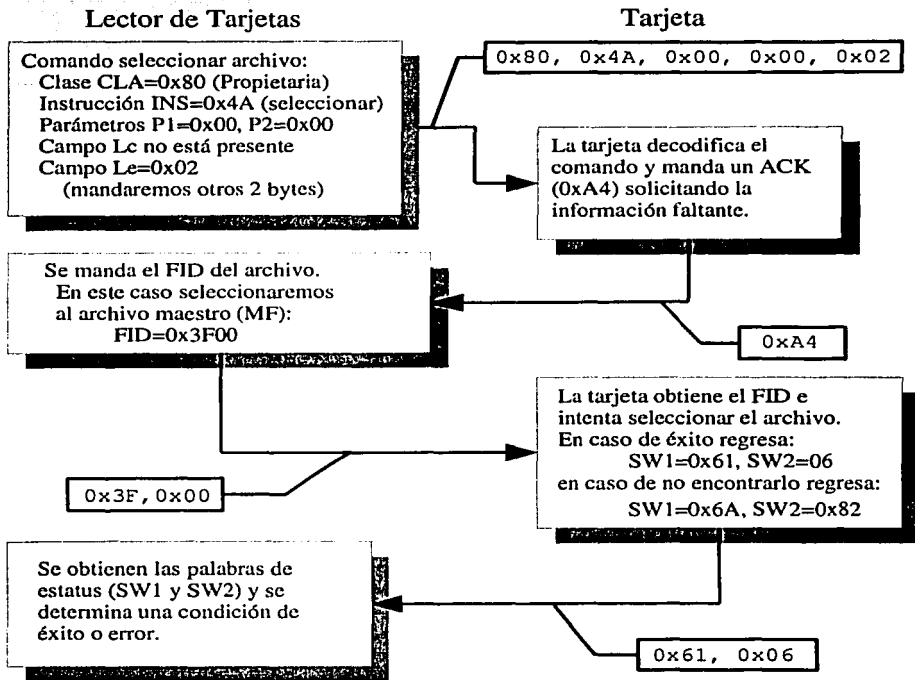 Lector de Tarjetas
Tarjeta
Comando seleccionar archivo:
Clase CLA=0x80 (Propietaria)
Instrucción INS=0x4A (seleccionar)
Parámetros P1=0x00, P2=0x00
Campo Lc no está presente
Campo Le=0x02
(mandaremos otros 2 bytes)
0x80, 0x4A, 0x00, 0x00, 0x02
La tarjeta decodifica el
comando y manda un ACK
(0xA4) solicitando la
información faltante.
Se manda el FID del archivo.
En este caso seleccionaremos
al archivo maestro (MF):
FID=0x3F00
0xA4
La tarjeta obtiene el FID e
intenta seleccionar el archivo.
En caso de éxito regresa:
SW1=0x61, SW2=06
en caso de no encontrarlo regresa:
SW1=0x6A, SW2=0x82
0x3F,0x00
Se obtienen las palabras de
estatus (SW1 y SW2) y se
determina una condición de
éxito o error.
0x61, 0x06